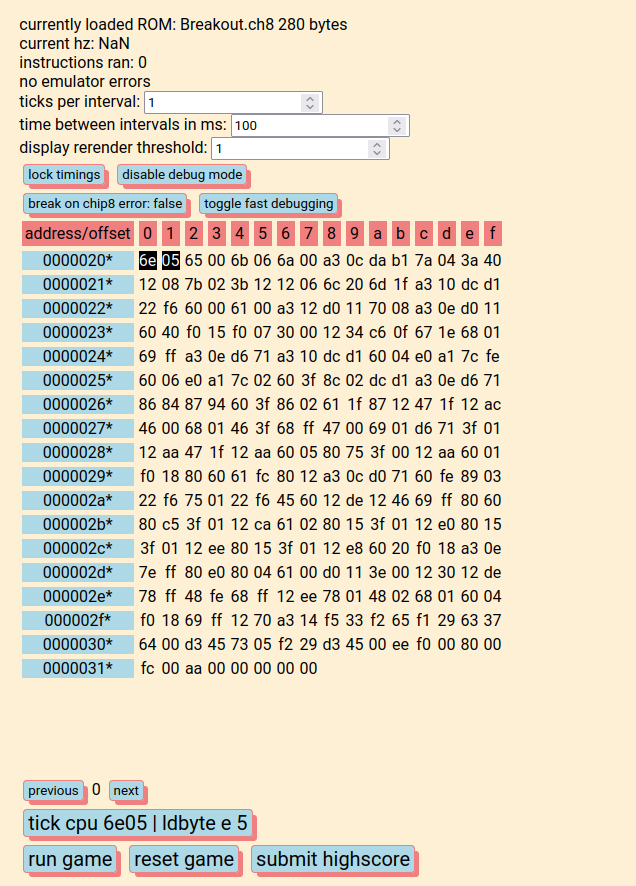 currently loaded ROM: Breakout.ch8 280 bytes
current hz: NaN
instructions ran: 0
no emulator errors
ticks per interval: 1
time between intervals in ms: 100
display rerender threshold: 1
lock timings disable debug mode
break on chip8 error: false toggle fast debugging
address/offset 0 1 2 3 4 5 6 7 8 9 a b c d e f
0000020* 6e 05 65 00 6b 06 6a 00 a3 0c da b1 7a 04 3a 40
0000021* 12 08 7b 02 3b 12 12 06 6c 20 6d 1f a3 10 dc d1
0000022* 22 f6 60 00 61 00 a3 12 d0 11 70 08 a3 0e d0 11
0000023* 60 40 f0 15 f0 07 30 00 12 34 c6 0f 67 1e 68 01
0000024* 69 ff a3 0e d6 71 a3 10 dc d1 60 04 e0 a1 7c fe
0000025* 60 06 e0 a1 7c 02 60 3f 8c 02 dc d1 a3 0e d6 71
0000026* 86 84 87 94 60 3f 86 02 61 1f 87 12 47 1f 12 ac
0000027* 46 00 68 01 46 3f 68 ff 47 00 69 01 d6 71 3f 01
0000028* 12 aa 47 1f 12 aa 60 05 80 75 3f 00 12 aa 60 01
0000029* f0 18 80 60 61 fc 80 12 a3 0c d0 71 60 fe 89 03
000002a* 22 f6 75 01 22 f6 45 60 12 de 12 46 69 ff 80 60
000002b* 80 c5 3f 01 12 ca 61 02 80 15 3f 01 12 e0 80 15
000002c* 3f 01 12 ee 80 15 3f 01 12 e8 60 20 f0 18 a3 0e
000002d* 7e ff 80 e0 80 04 61 00 d0 11 3e 00 12 30 12 de
000002e* 78 ff 48 fe 68 ff 12 ee 78 01 48 02 68 01 60 04
000002f* f0 18 69 ff 12 70 a3 14 f5 33 f2 65 f1 29 63 37
0000030* 64 00 d3 45 73 05 f2 29 d3 45 00 ee f0 00 80 00
0000031* fc 00 aa 00 00 00 00 00
previous 0 next
tick cpu 6e05 | ldbyte e 5
run game reset game submit highscore